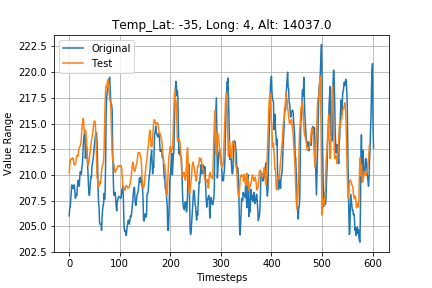 Temp_Lat: -35, Long: 4, Alt: 14037.0
Original
Test
Value Range
222.5
220.0
217.5
215.0
212.5
210.0
207.5
205.0
202.5
0 100 200 300 400 500 600
Timesteps